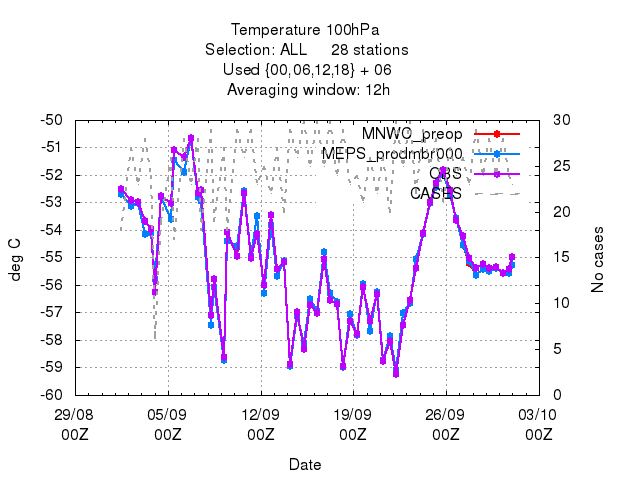 Temperature 100hPa
Selection: ALL 28 stations
Used {00,06,12,18} + 06
Averaging window: 12h
-50
-51
-52
-53
-54
-55
-56
-57
-58
-59
-60
deg C
MNWC_preop
MEPS_prodmbr000
OBS
CASES
30
25
20
15
10
5
0
No cases
29/08 05/09 12/09 19/09 26/09 03/10
00Z 00Z 00Z 00Z 00Z 00Z
Date